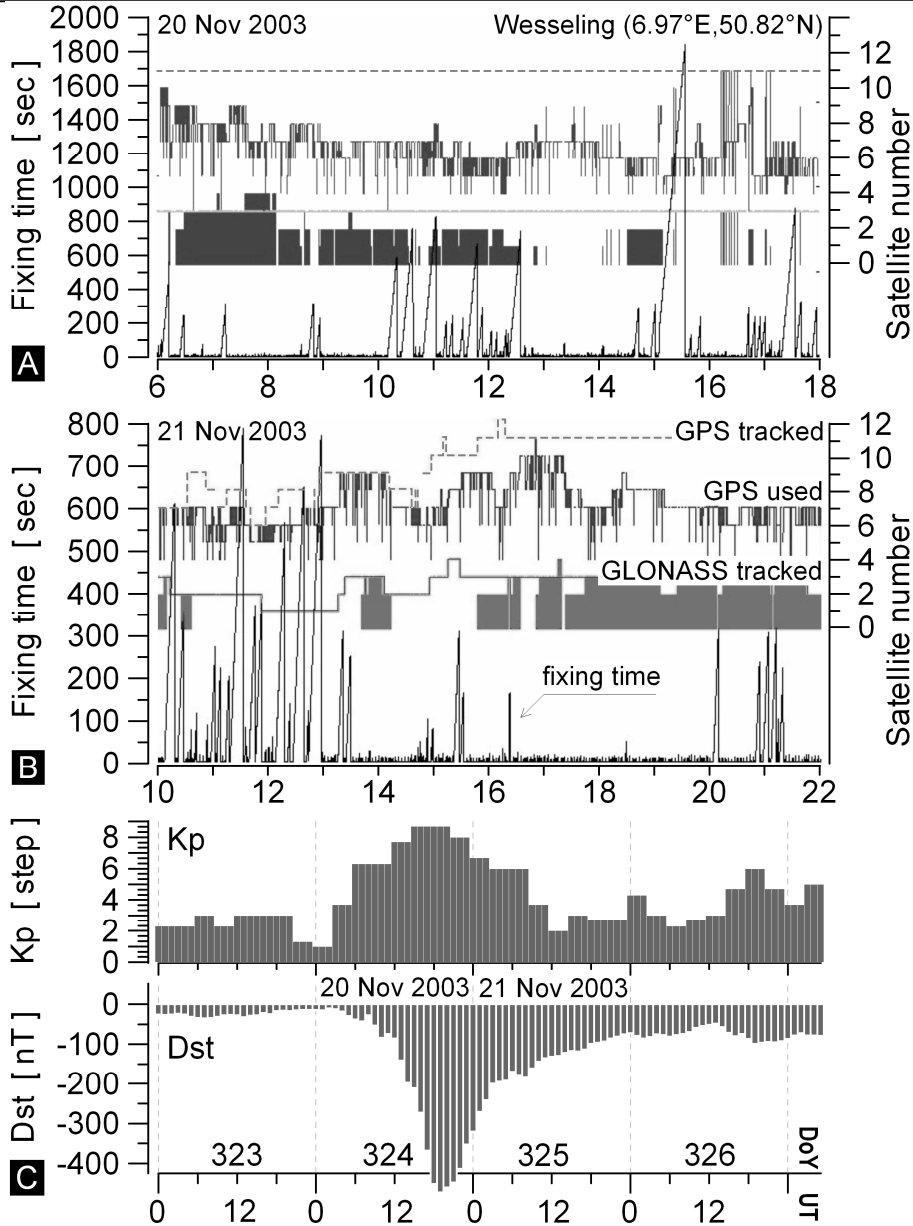 20 Nov 2003 Wesseling (6.97°E,50.82°N)
Fixing time [ sec]
2000
1800
1600
1400
1200
1000
800
600
400
200
0
12
10
8
6
4
2
0
Satellite number
A
6 8 10 12 14 16 18
21 Nov 2003
GPS tracked
GPS used
GLONASS tracked
fixing time
Fixing time [ sec]
800
700
600
500
400
300
200
100
0
12
10
8
6
4
2
0
Satellite number
B
10 12 14 16 18 20 22
Kp
Kp [ step]
8
6
4
2
0
20 Nov 2003 21 Nov 2003
Dst
Dst [ nT]
0
-100
-200
-300
-400
323 324 325 326 DoY
C
0 12 0 12 0 12 0 12 UT